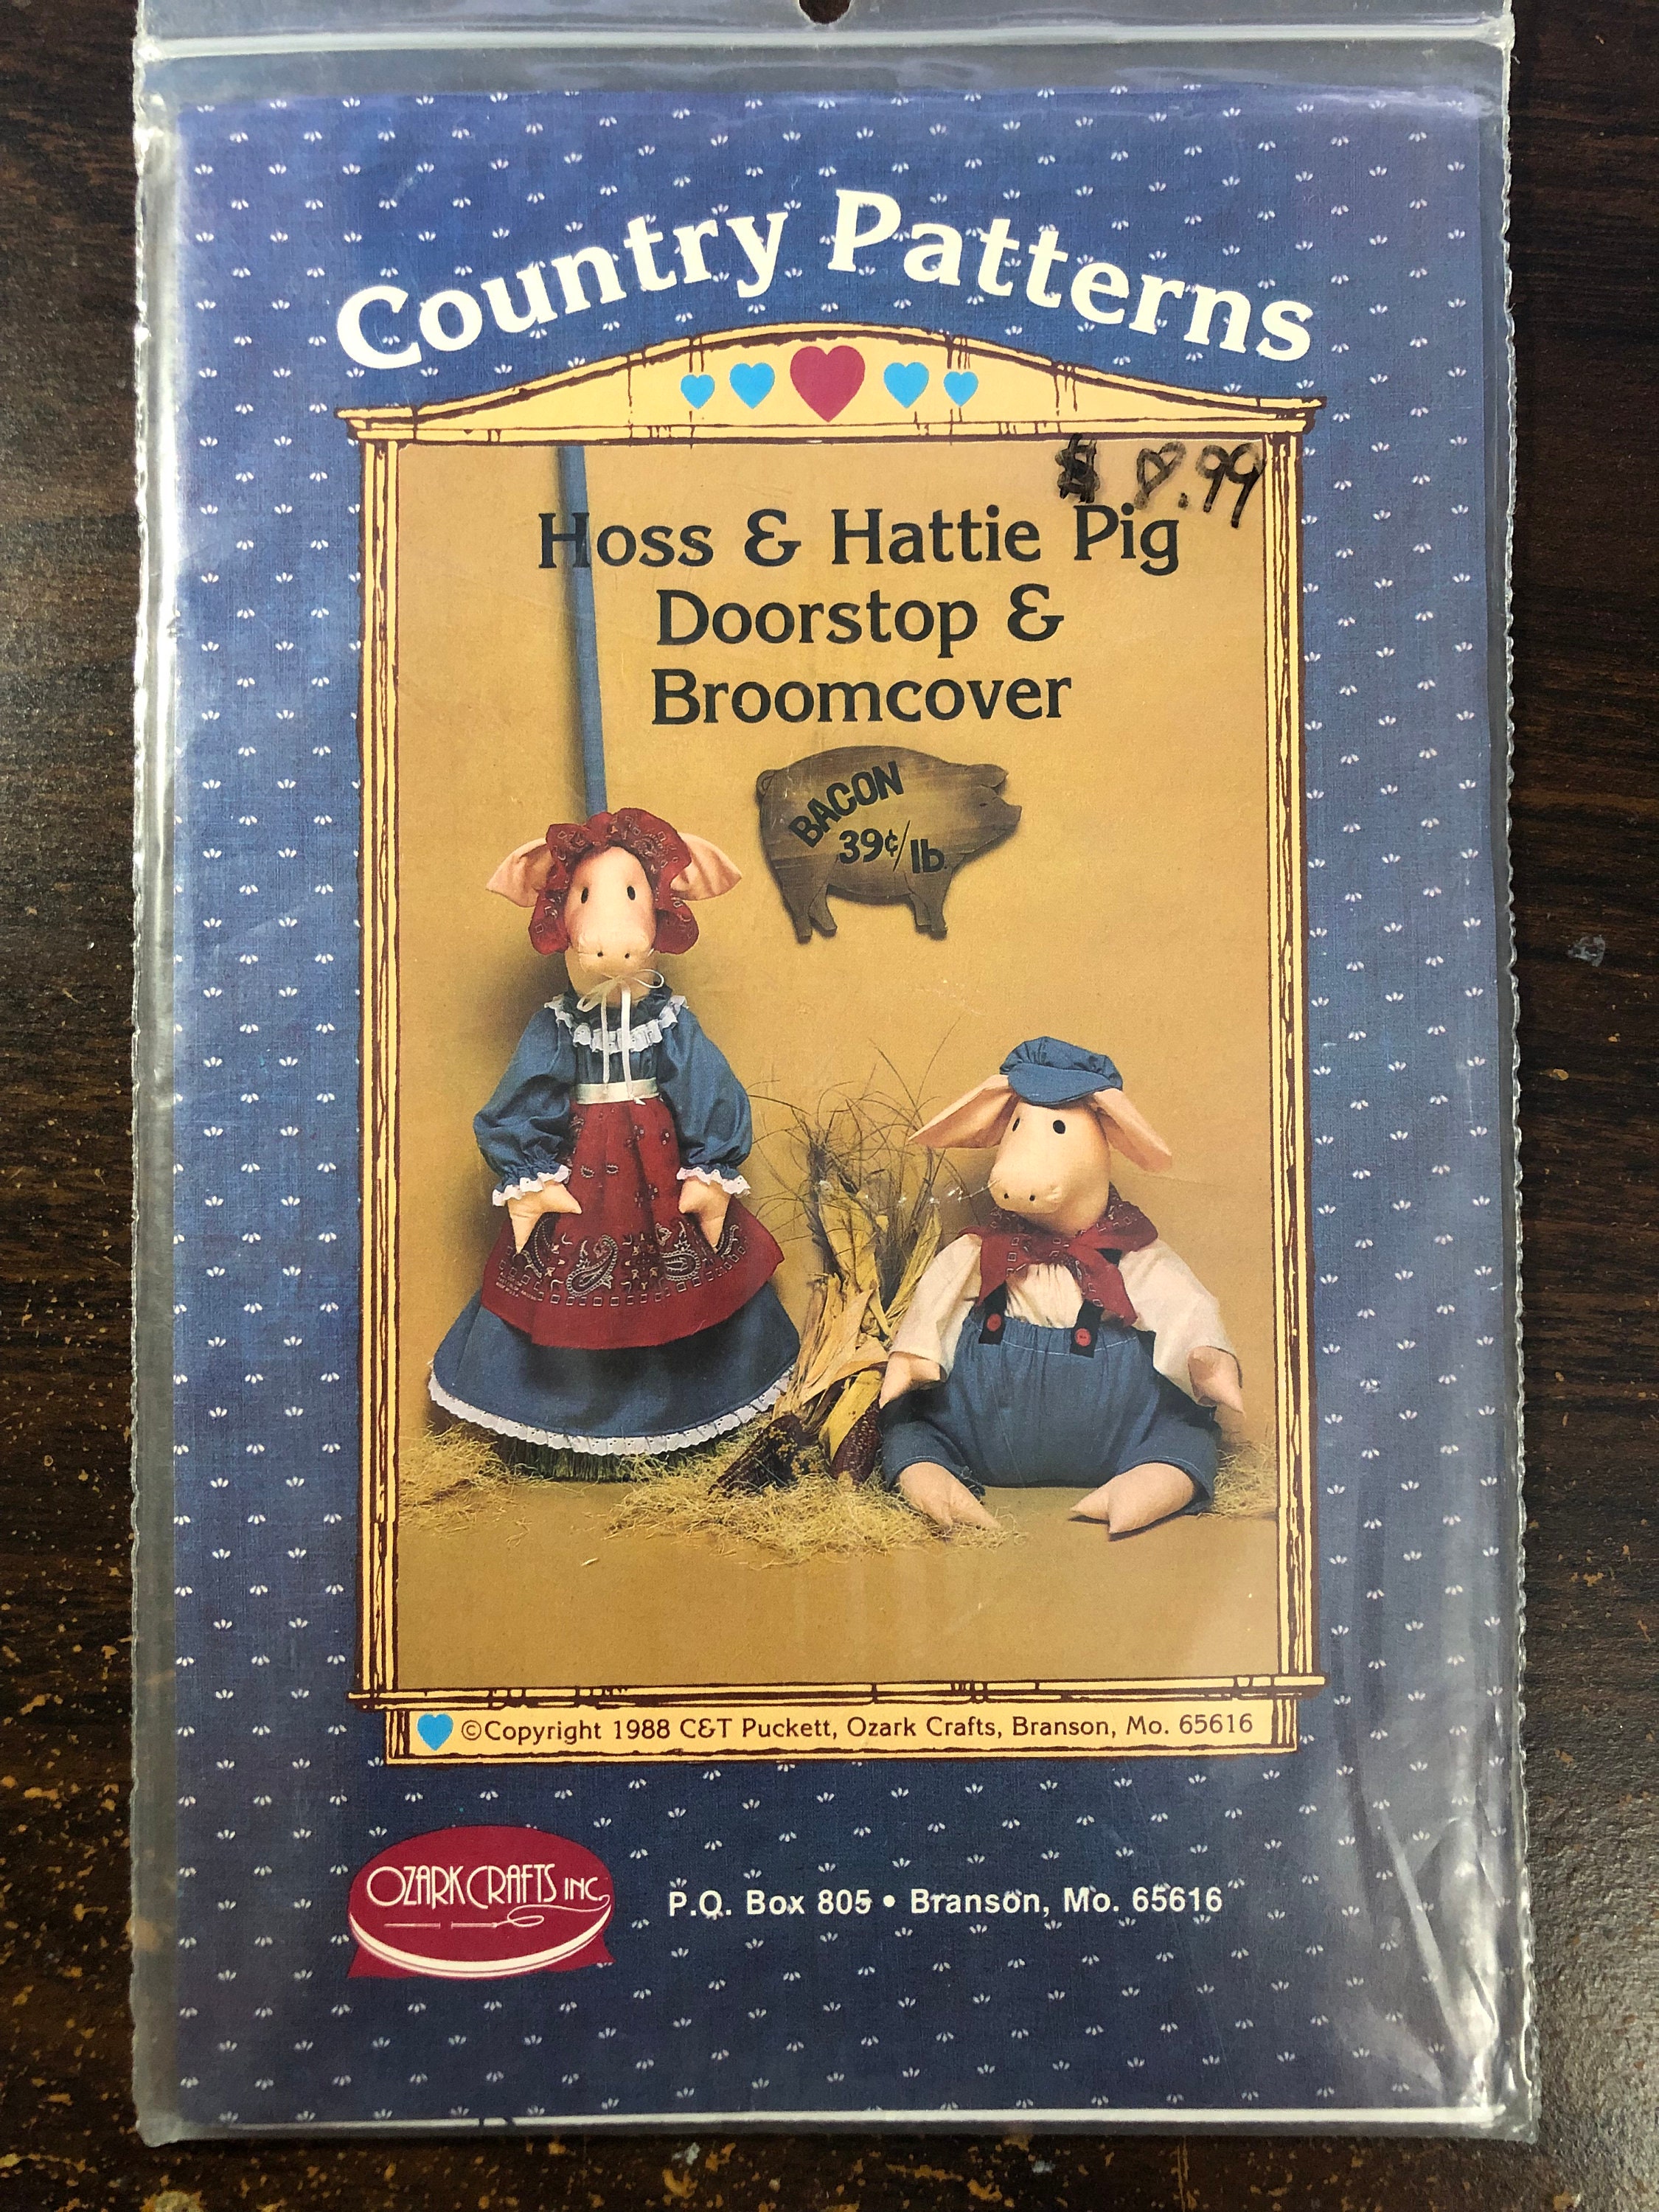 Country Patterns
$ 8.99
Hoss & Hattie Pig
Doorstop &
Broomcover
BACON
39¢/lb.
©Copyright 1988 C&T Puckett, Ozark Crafts, Branson, Mo. 65616
OZARK CRAFTS INC.
P.O. Box 805 • Branson, Mo. 65616